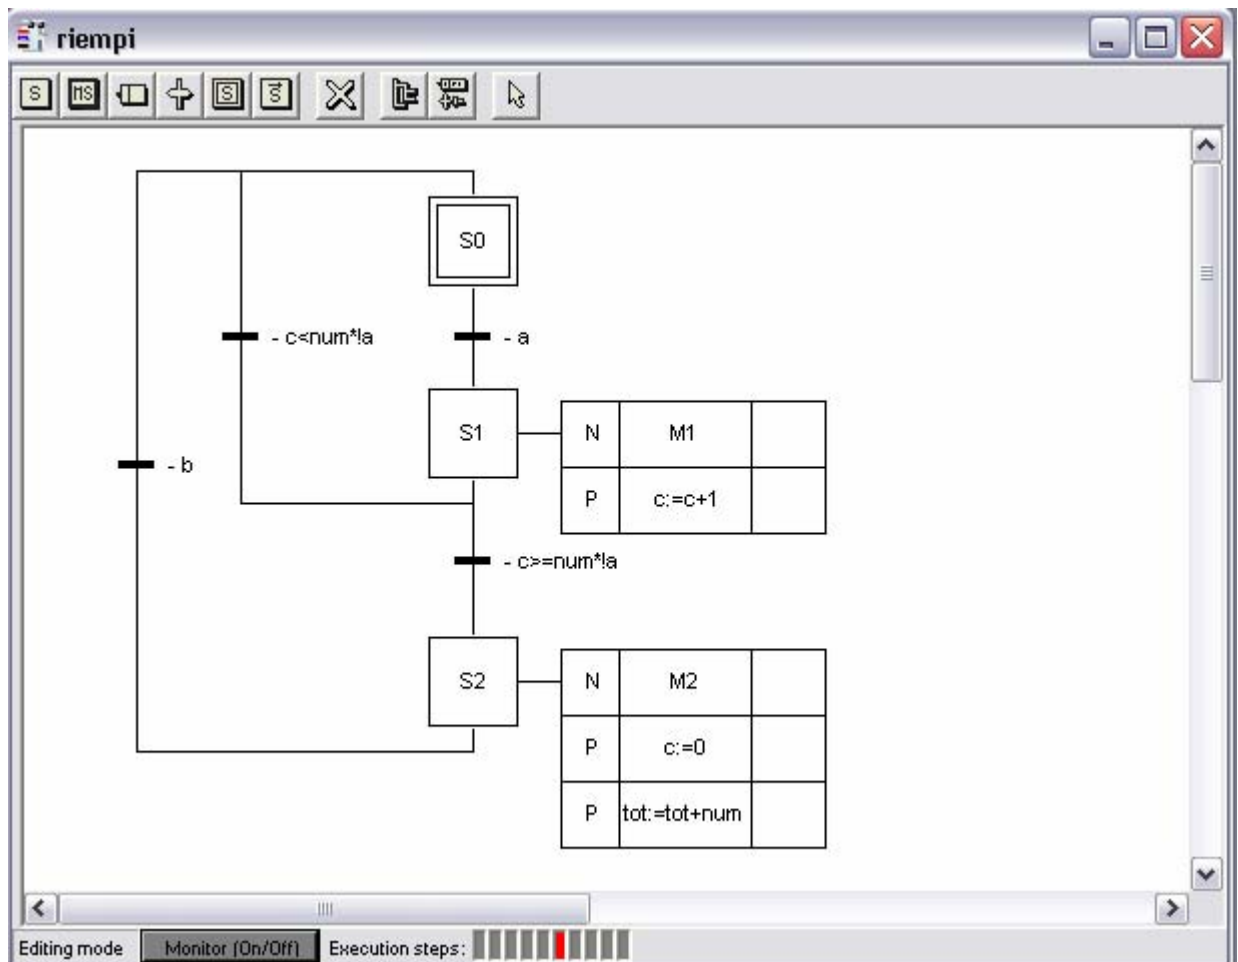 riempi
S MS S S
S0
- c<num*!a
- a
S1
N M1
- b
P c:=c+1
- c>=num*!a
S2
N M2
P c:=0
P tot:=tot+num
Editing mode Monitor (On/Off) Execution steps: